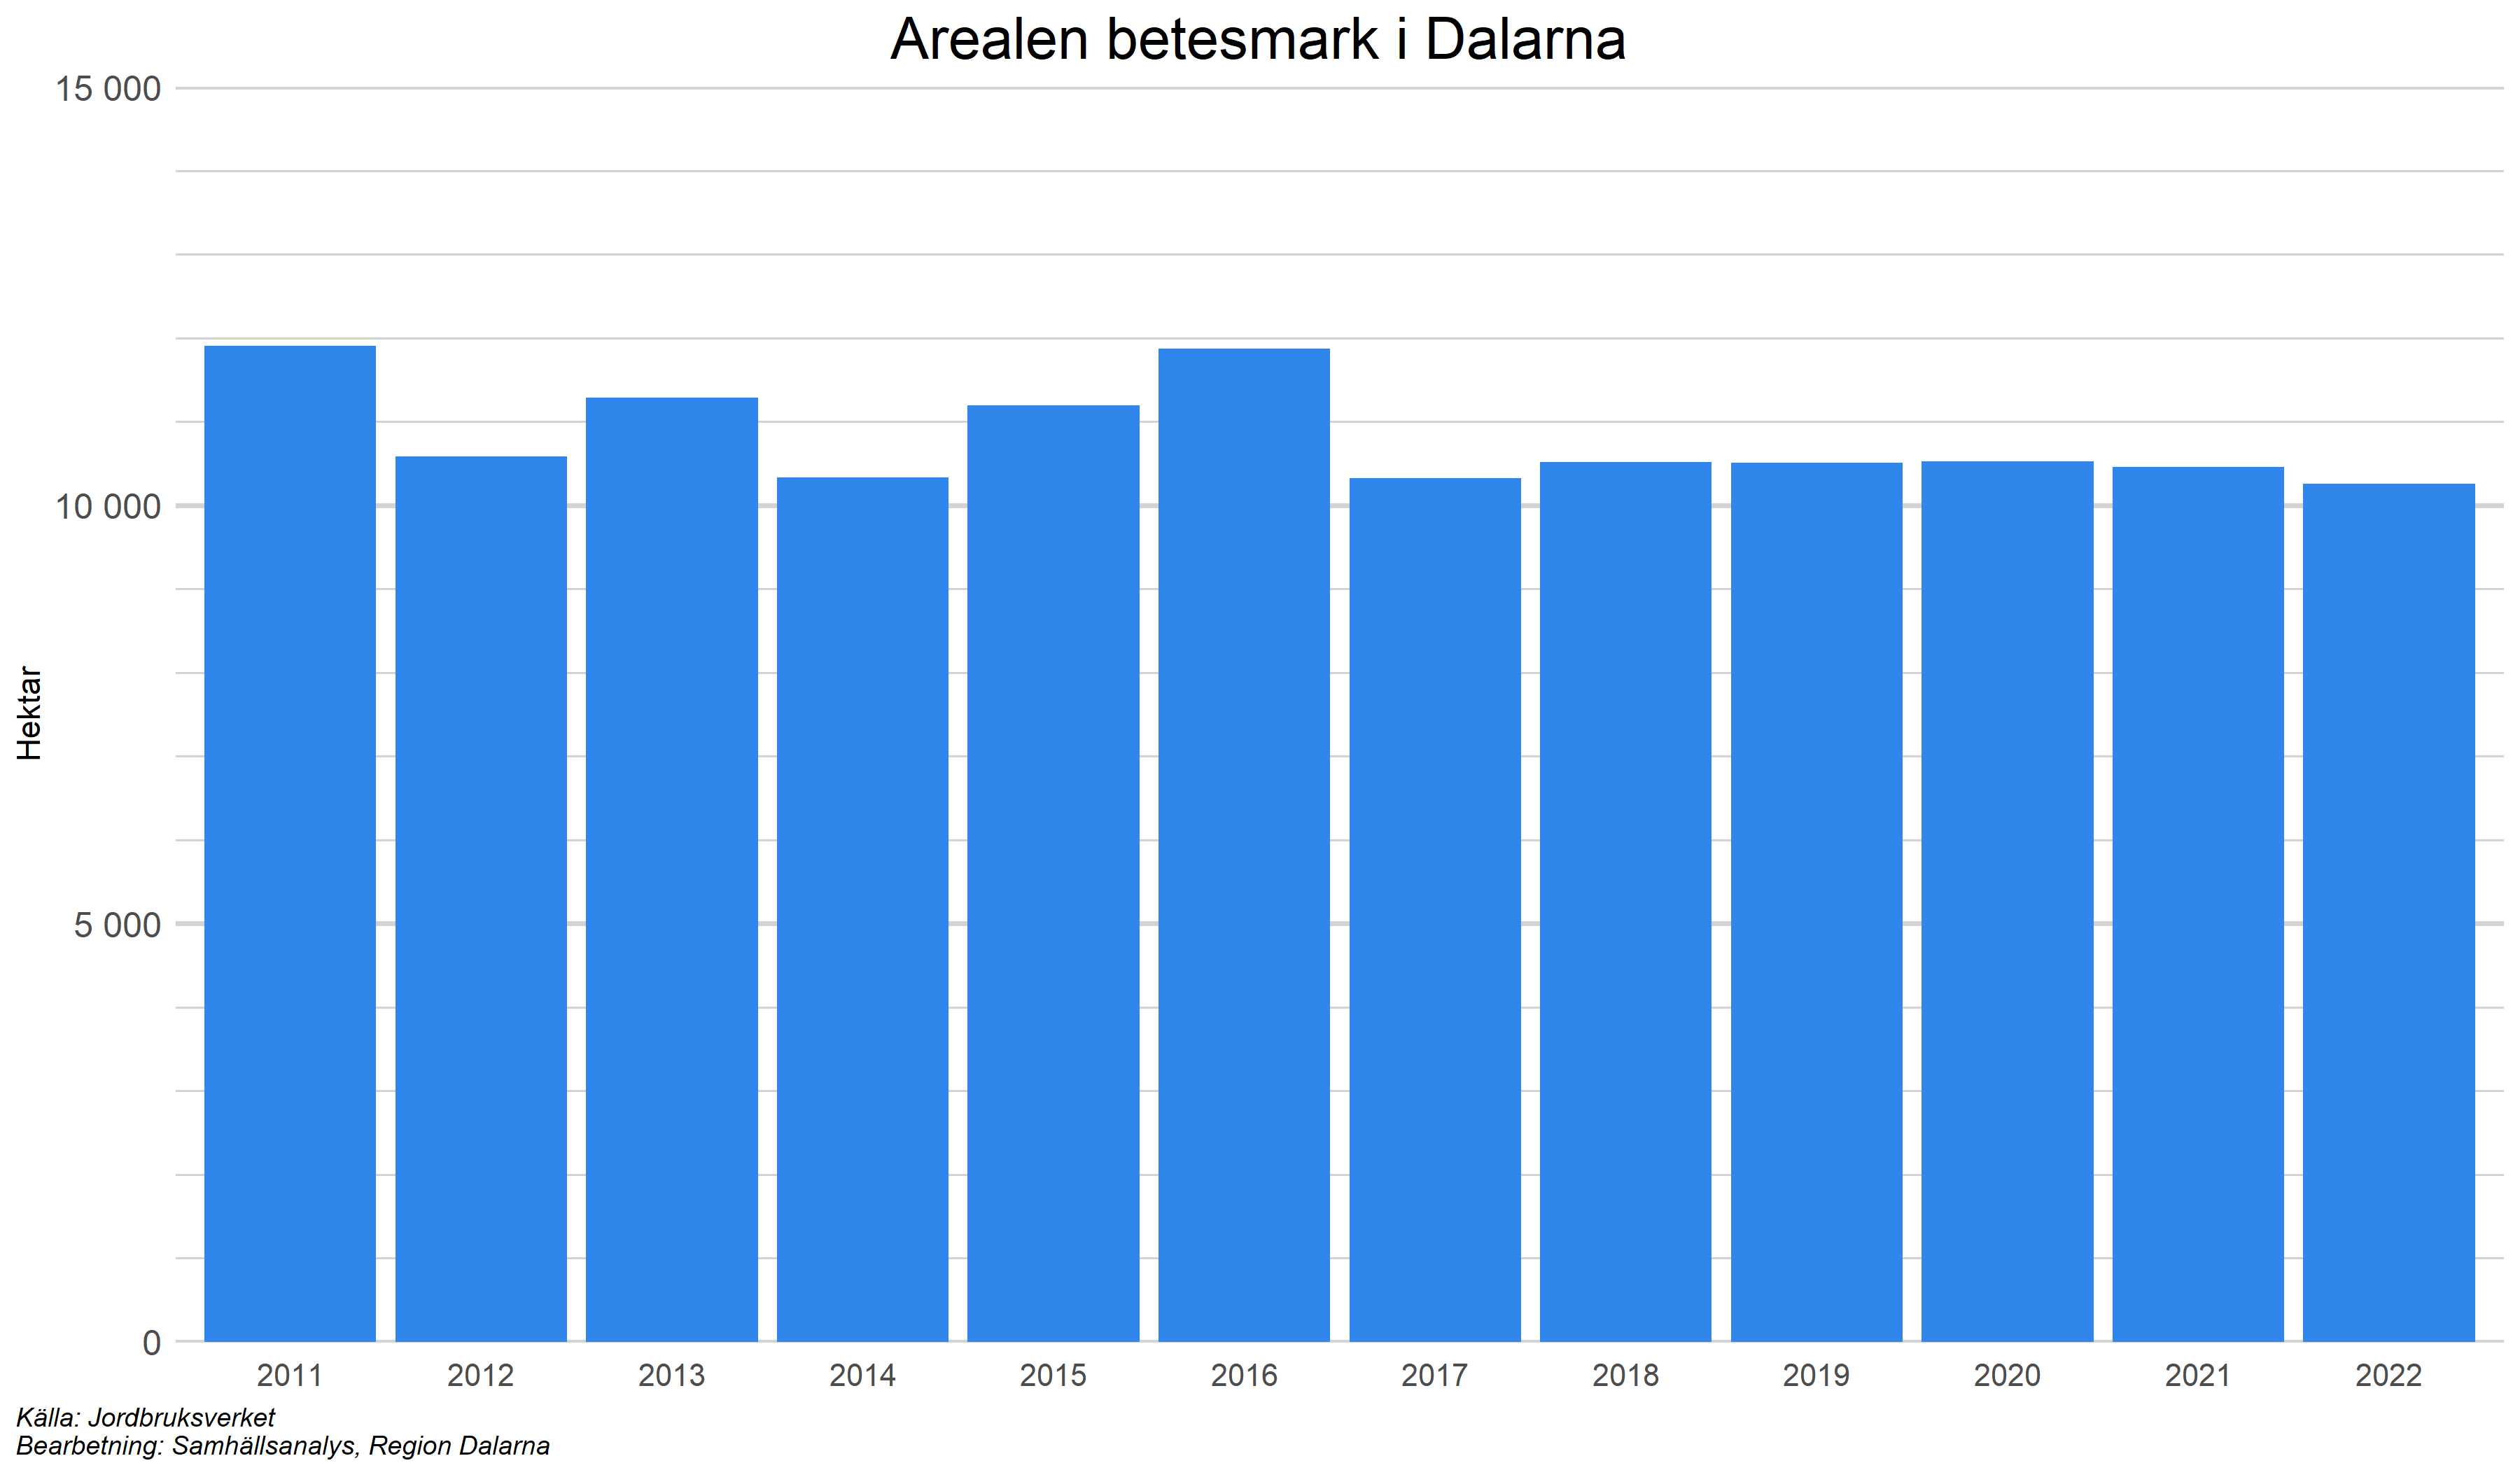 Arealen betesmark i Dalarna
15 000
10 000
5 000
0
Hektar
2011 2012 2013 2014 2015 2016 2017 2018 2019 2020 2021 2022
Källa: Jordbruksverket
Bearbetning: Samhällsanalys, Region Dalarna